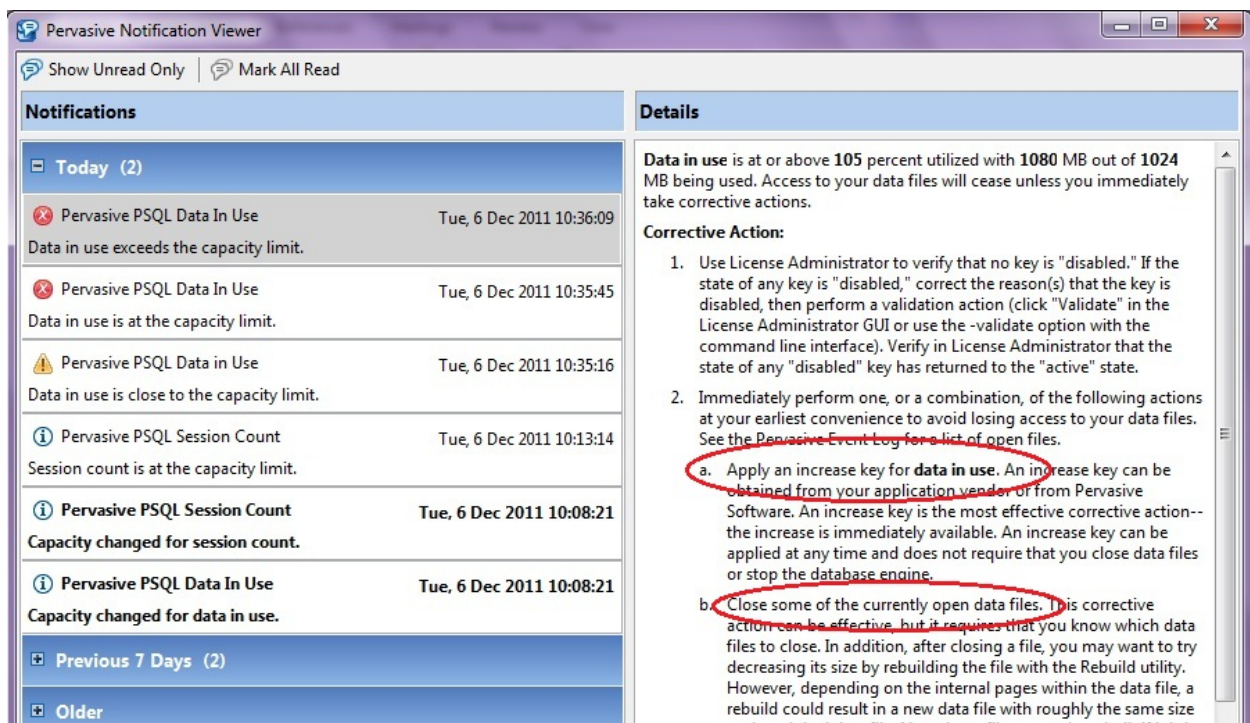 Pervasive Notification Viewer
Show Unread Only
Mark All Read
Notifications
Today (2)
Pervasive PSQL Data In Use
Tue, 6 Dec 2011 10:36:09
Data in use exceeds the capacity limit.
Pervasive PSQL Data In Use
Tue, 6 Dec 2011 10:35:45
Data in use is at the capacity limit.
Pervasive PSQL Data in Use
Tue, 6 Dec 2011 10:35:16
Data in use is close to the capacity limit.
Pervasive PSQL Session Count
Tue, 6 Dec 2011 10:13:14
Session count is at the capacity limit.
Pervasive PSQL Session Count
Tue, 6 Dec 2011 10:08:21
Capacity changed for session count.
Pervasive PSQL Data In Use
Tue, 6 Dec 2011 10:08:21
Capacity changed for data in use.
Previous 7 Days (2)
Older
Details
Data in use is at or above 105 percent utilized with 1080 MB out of 1024
MB being used. Access to your data files will cease unless you immediately
take corrective actions.
Corrective Action:
1. Use License Administrator to verify that no key is "disabled." If the
state of any key is "disabled," correct the reason(s) that the key is
disabled, then perform a validation action (click "Validate" in the
License Administrator GUI or use the -validate option with the
command line interface). Verify in License Administrator that the
state of any "disabled" key has returned to the "active" state.
2. Immediately perform one, or a combination, of the following actions
at your earliest convenience to avoid losing access to your data files.
See the Pervasive Event Log for a list of open files.
a. Apply an increase key for data in use. An increase key can be
obtained from your application vendor or from Pervasive
Software. An increase key is the most effective corrective action--
the increase is immediately available. An increase key can be
applied at any time and does not require that you close data files
or stop the database engine.
b. Close some of the currently open data files. This corrective
action can be effective, but it requires that you know which data
files to close. In addition, after closing a file, you may want to try
decreasing its size by rebuilding the file with the Rebuild utility.
However, depending on the internal pages within the data file, a
rebuild could result in a new data file with roughly the same size